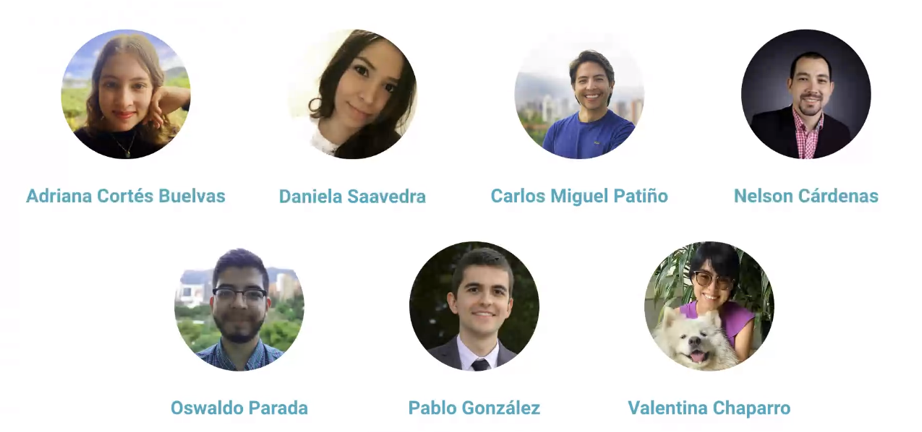 Adriana Cortés Buelvas
Daniela Saavedra
Carlos Miguel Patiño
Nelson Cárdenas
Oswaldo Parada
Pablo González
Valentina Chaparro